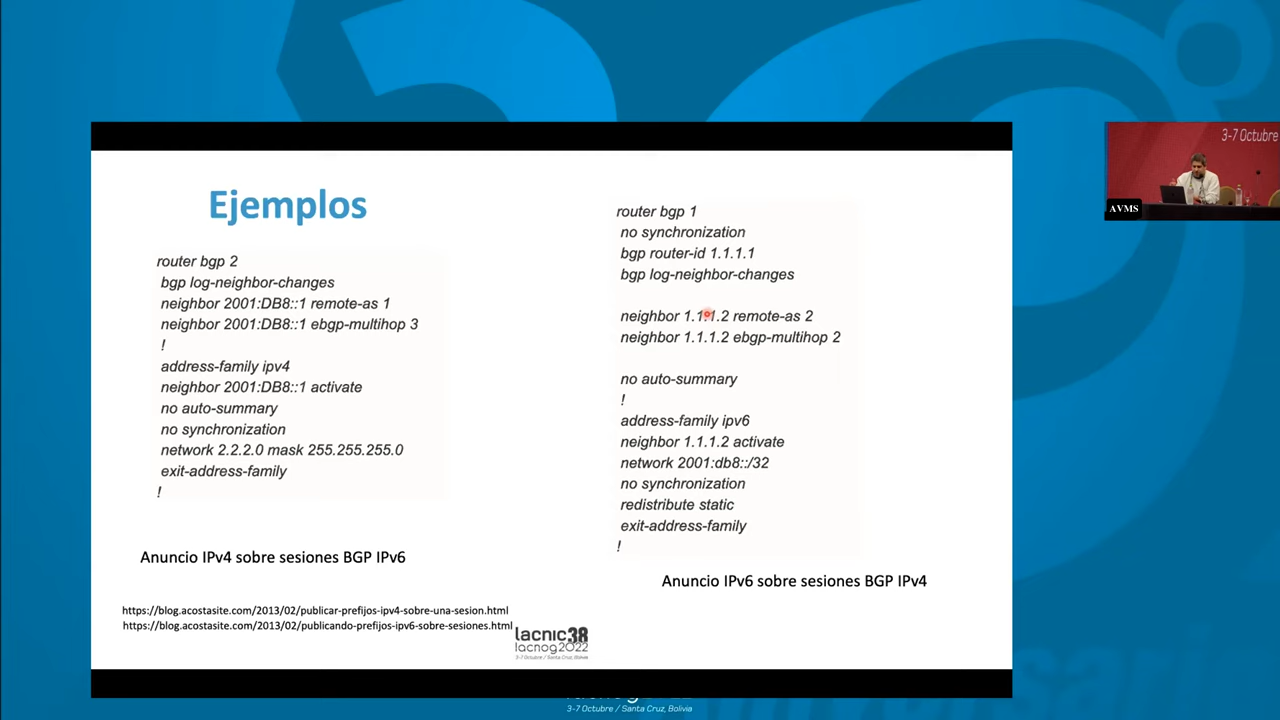 Ejemplos
router bgp 2
bgp log-neighbor-changes
neighbor 2001:DB8::1 remote-as 1
neighbor 2001:DB8::1 ebgp-multihop 3
!
address-family ipv4
neighbor 2001:DB8::1 activate
no auto-summary
no synchronization
network 2.2.2.0 mask 255.255.255.0
exit-address-family
!
Anuncio IPv4 sobre sesiones BGP IPv6
router bgp 1
no synchronization
bgp router-id 1.1.1.1
bgp log-neighbor-changes
neighbor 1.1.1.2 remote-as 2
neighbor 1.1.1.2 ebgp-multihop 2
no auto-summary
!
address-family ipv6
neighbor 1.1.1.2 activate
network 2001:db8::/32
no synchronization
redistribute static
exit-address-family
!
Anuncio IPv6 sobre sesiones BGP IPv4
https://blog.acostasite.com/2013/02/publicar-prefijos-ipv4-sobre-una-sesion.html
https://blog.acostasite.com/2013/02/publicando-prefijos-ipv6-sobre-sesiones.html
lacnic38
lacnog2022
3-7 Octubre / Santa Cruz, Bolivia
3-7 Octubre
AVMS
3-7 Octubre / Santa Cruz, Bolivia